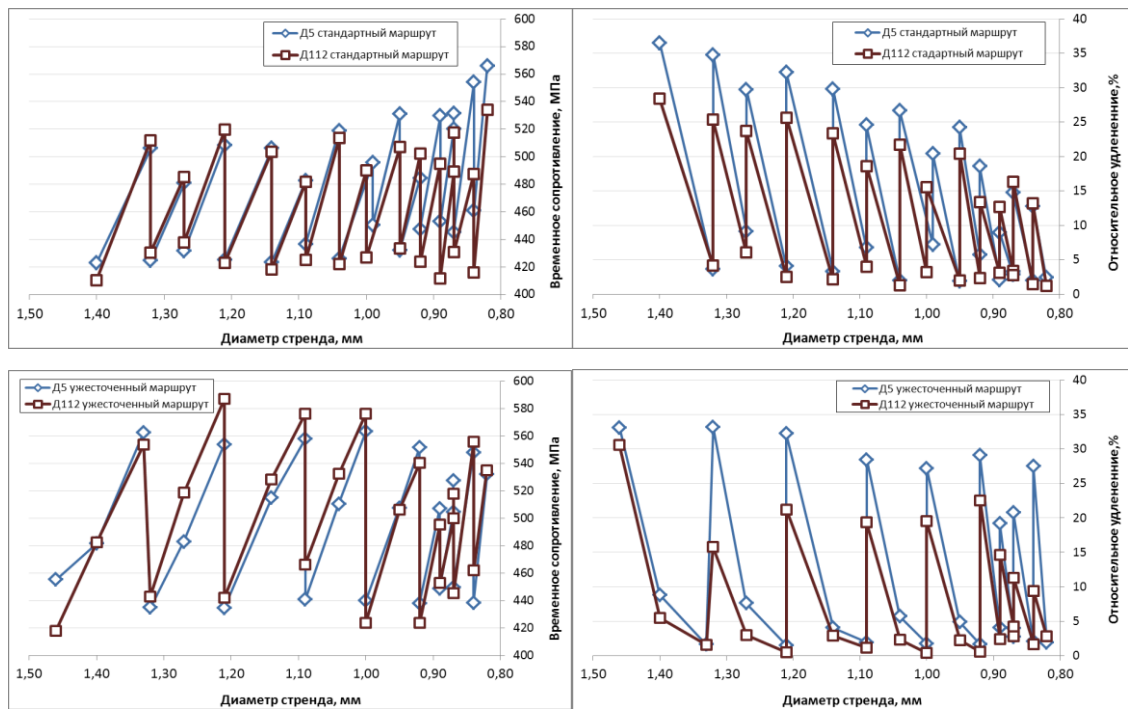 Д5 стандартный маршрут
Д112 стандартный маршрут
600
580
560
540
520
500
480
460
440
420
400
Временное сопротивление, МПа
1,50 1,40 1,30 1,20 1,10 1,00 0,90 0,80
Диаметр стренда, мм
Д5 стандартный маршрут
Д112 стадартный маршрут
40
35
30
25
20
15
10
5
0
Относительное удлиненние,%
1,50 1,40 1,30 1,20 1,10 1,00 0,90 0,80
Диаметр стренда, мм
Д5 ужесточенный маршрут
Д112 ужесточенный маршрут
600
580
560
540
520
500
480
460
440
420
400
Временное сопротивление, МПа
1,50 1,40 1,30 1,20 1,10 1,00 0,90 0,80
Диаметр стренда, мм
Д5 ужесточенный маршрут
Д112 ужесточенный маршрут
40
35
30
25
20
15
10
5
0
1,50 1,40 1,30 1,20 1,10 1,00 0,90 0,80
Диаметр стренда, мм